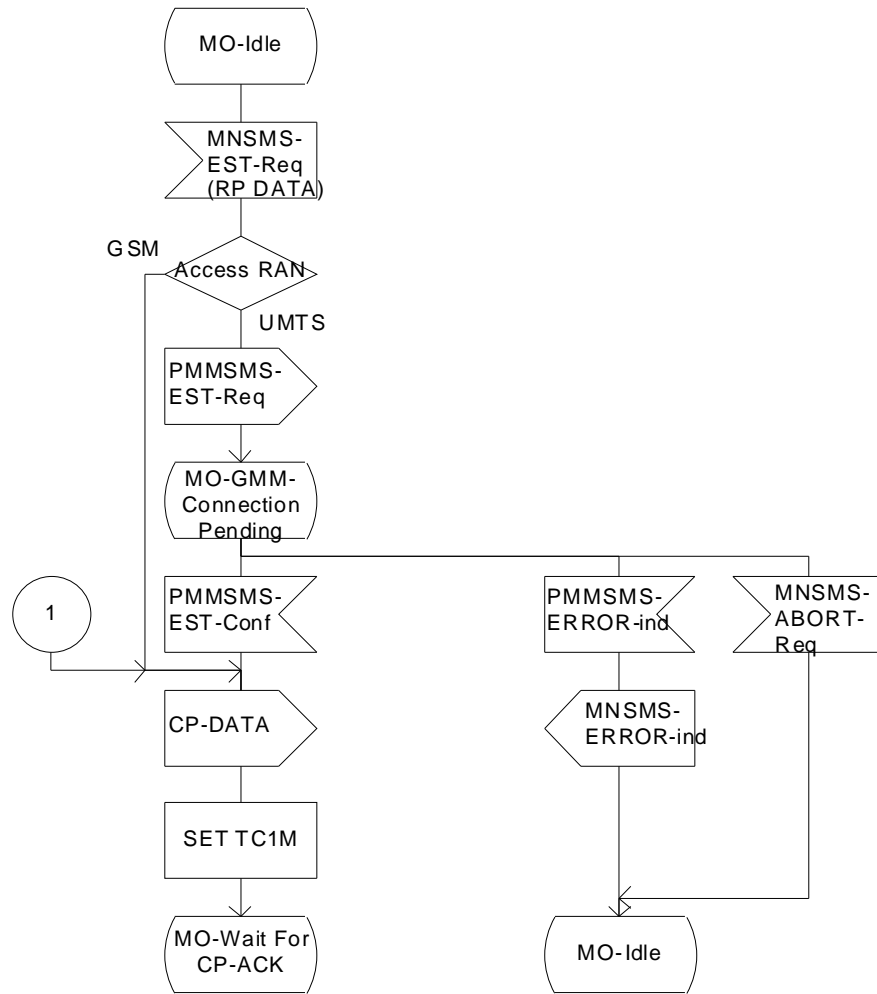 MO-Idle
MNSMS-
EST-Req
(RP DATA)
GSM
Access RAN
UMTS
PMMSMS-
EST-Req
MO-GMM-
Connection
Pending
1
PMMSMS-
EST-Conf
PMMSMS-
ERROR-ind
MNSMS-
ABORT-
Req
CP-DATA
MNSMS-
ERROR-ind
SET TC1M
MO-Wait For
CP-ACK
MO-Idle